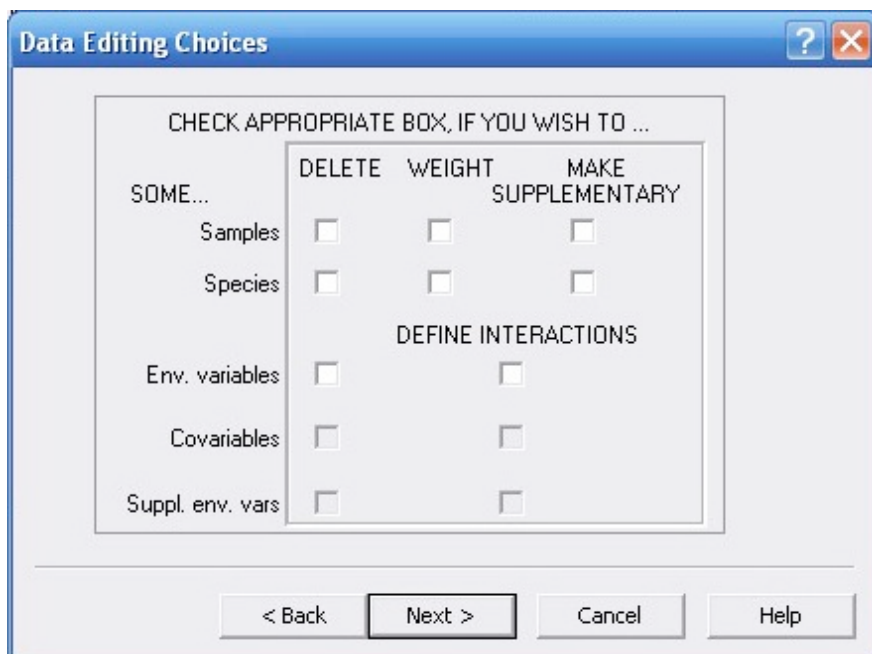 Data Editing Choices
?
CHECK APPROPRIATE BOX, IF YOU WISH TO ...
DELETE WEIGHT MAKE
SOME... SUPPLEMENTARY
Samples
Species
DEFINE INTERACTIONS
Env. variables
Covariables
Suppl. env. vars
< Back Next > Cancel Help